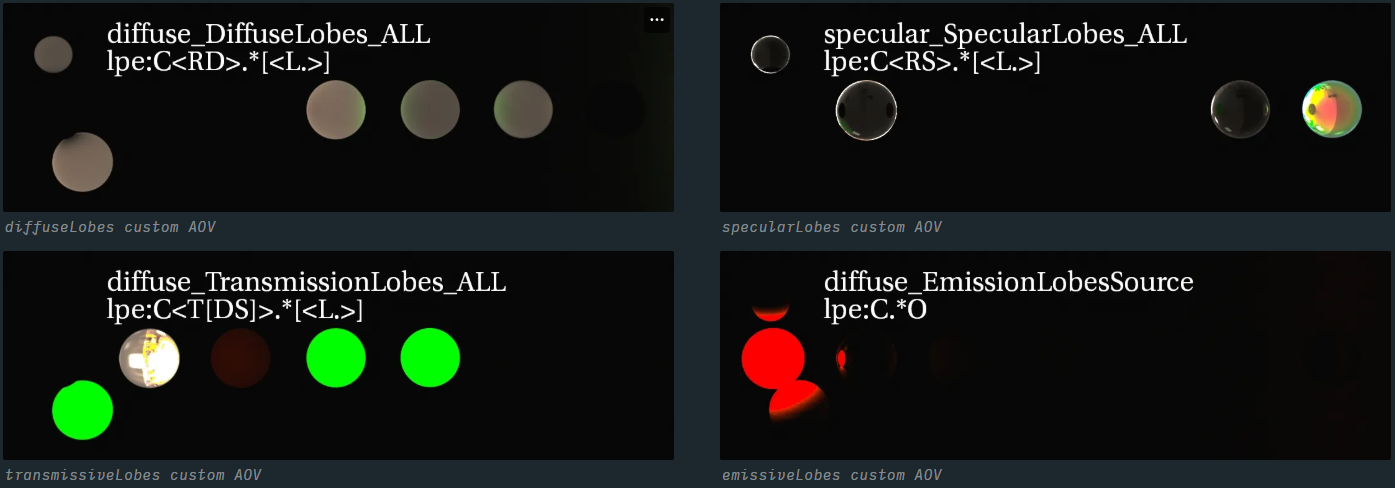 diffuse_DiffuseLobes_ALL
lpe:C<RD>.*[<L.>]
diffuseLobes custom AOV
specular_SpecularLobes_ALL
lpe:C<RS>.*[<L.>]
specularLobes custom AOV
diffuse_TransmissionLobes_ALL
lpe:C<T[DS]>.*[<L.>]
transmissiveLobes custom AOV
diffuse_EmissionLobesSource
lpe:C.*O
emissiveLobes custom AOV